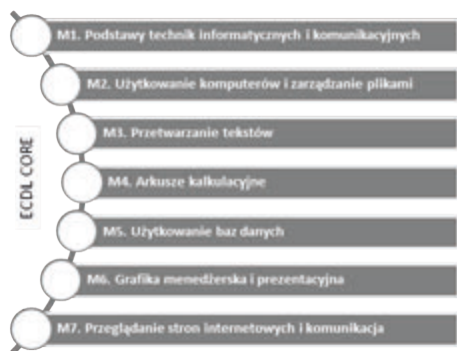 M1. Podstawy technik informatycznych i komunikacyjnych
M2. Użytkowanie komputerów i zarządzanie plikami
M3. Przetwarzanie tekstów
ECDL CORE
M4. Arkusze kalkulacyjne
M5. Użytkowanie baz danych
M6. Grafika menedżerska i prezentacyjna
M7. Przeglądanie stron internetowych i komunikacja